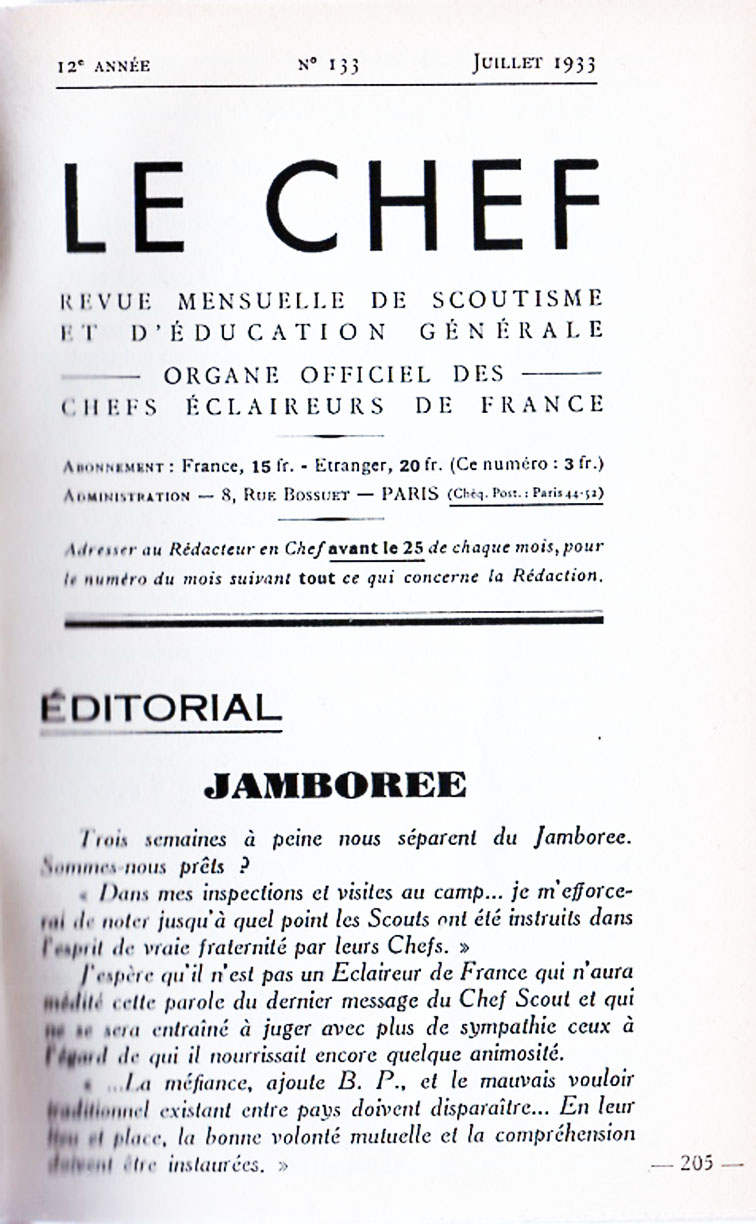 12e ANNÉE N° 133 JUILLET 1933
LE CHEF
REVUE MENSUELLE DE SCOUTISME
ET D'ÉDUCATION GÉNÉRALE
ORGANE OFFICIEL DES
CHEFS ÉCLAIREURS DE FRANCE
ABONNEMENT : France, 15 fr. - Etranger, 20 fr. (Ce numéro : 3 fr.)
ADMINISTRATION — 8, RUE BOSSUET — PARIS (Chèq. Post. : Paris 44-52)
Adresser au Rédacteur en Chef avant le 25 de chaque mois, pour
le numéro du mois suivant tout ce qui concerne la Rédaction.
ÉDITORIAL
JAMBOREE
Trois semaines à peine nous séparent du Jamboree.
Sommes-nous prêts ?
« Dans mes inspections et visites au camp... je m'efforce-
rai de noter jusqu'à quel point les Scouts ont été instruits dans
l'esprit de vraie fraternité par leurs Chefs. »
J'espère qu'il n'est pas un Eclaireur de France qui n'aura
médité cette parole du dernier message du Chef Scout et qui
ne se sera entraîné à juger avec plus de sympathie ceux à
l'égard de qui il nourrissait encore quelque animosité.
« ...La méfiance, ajoute B. P., et le mauvais vouloir
traditionnel existant entre pays doivent disparaître... En leur
lieu et place, la bonne volonté mutuelle et la compréhension
doivent être instaurées. »
— 205 —